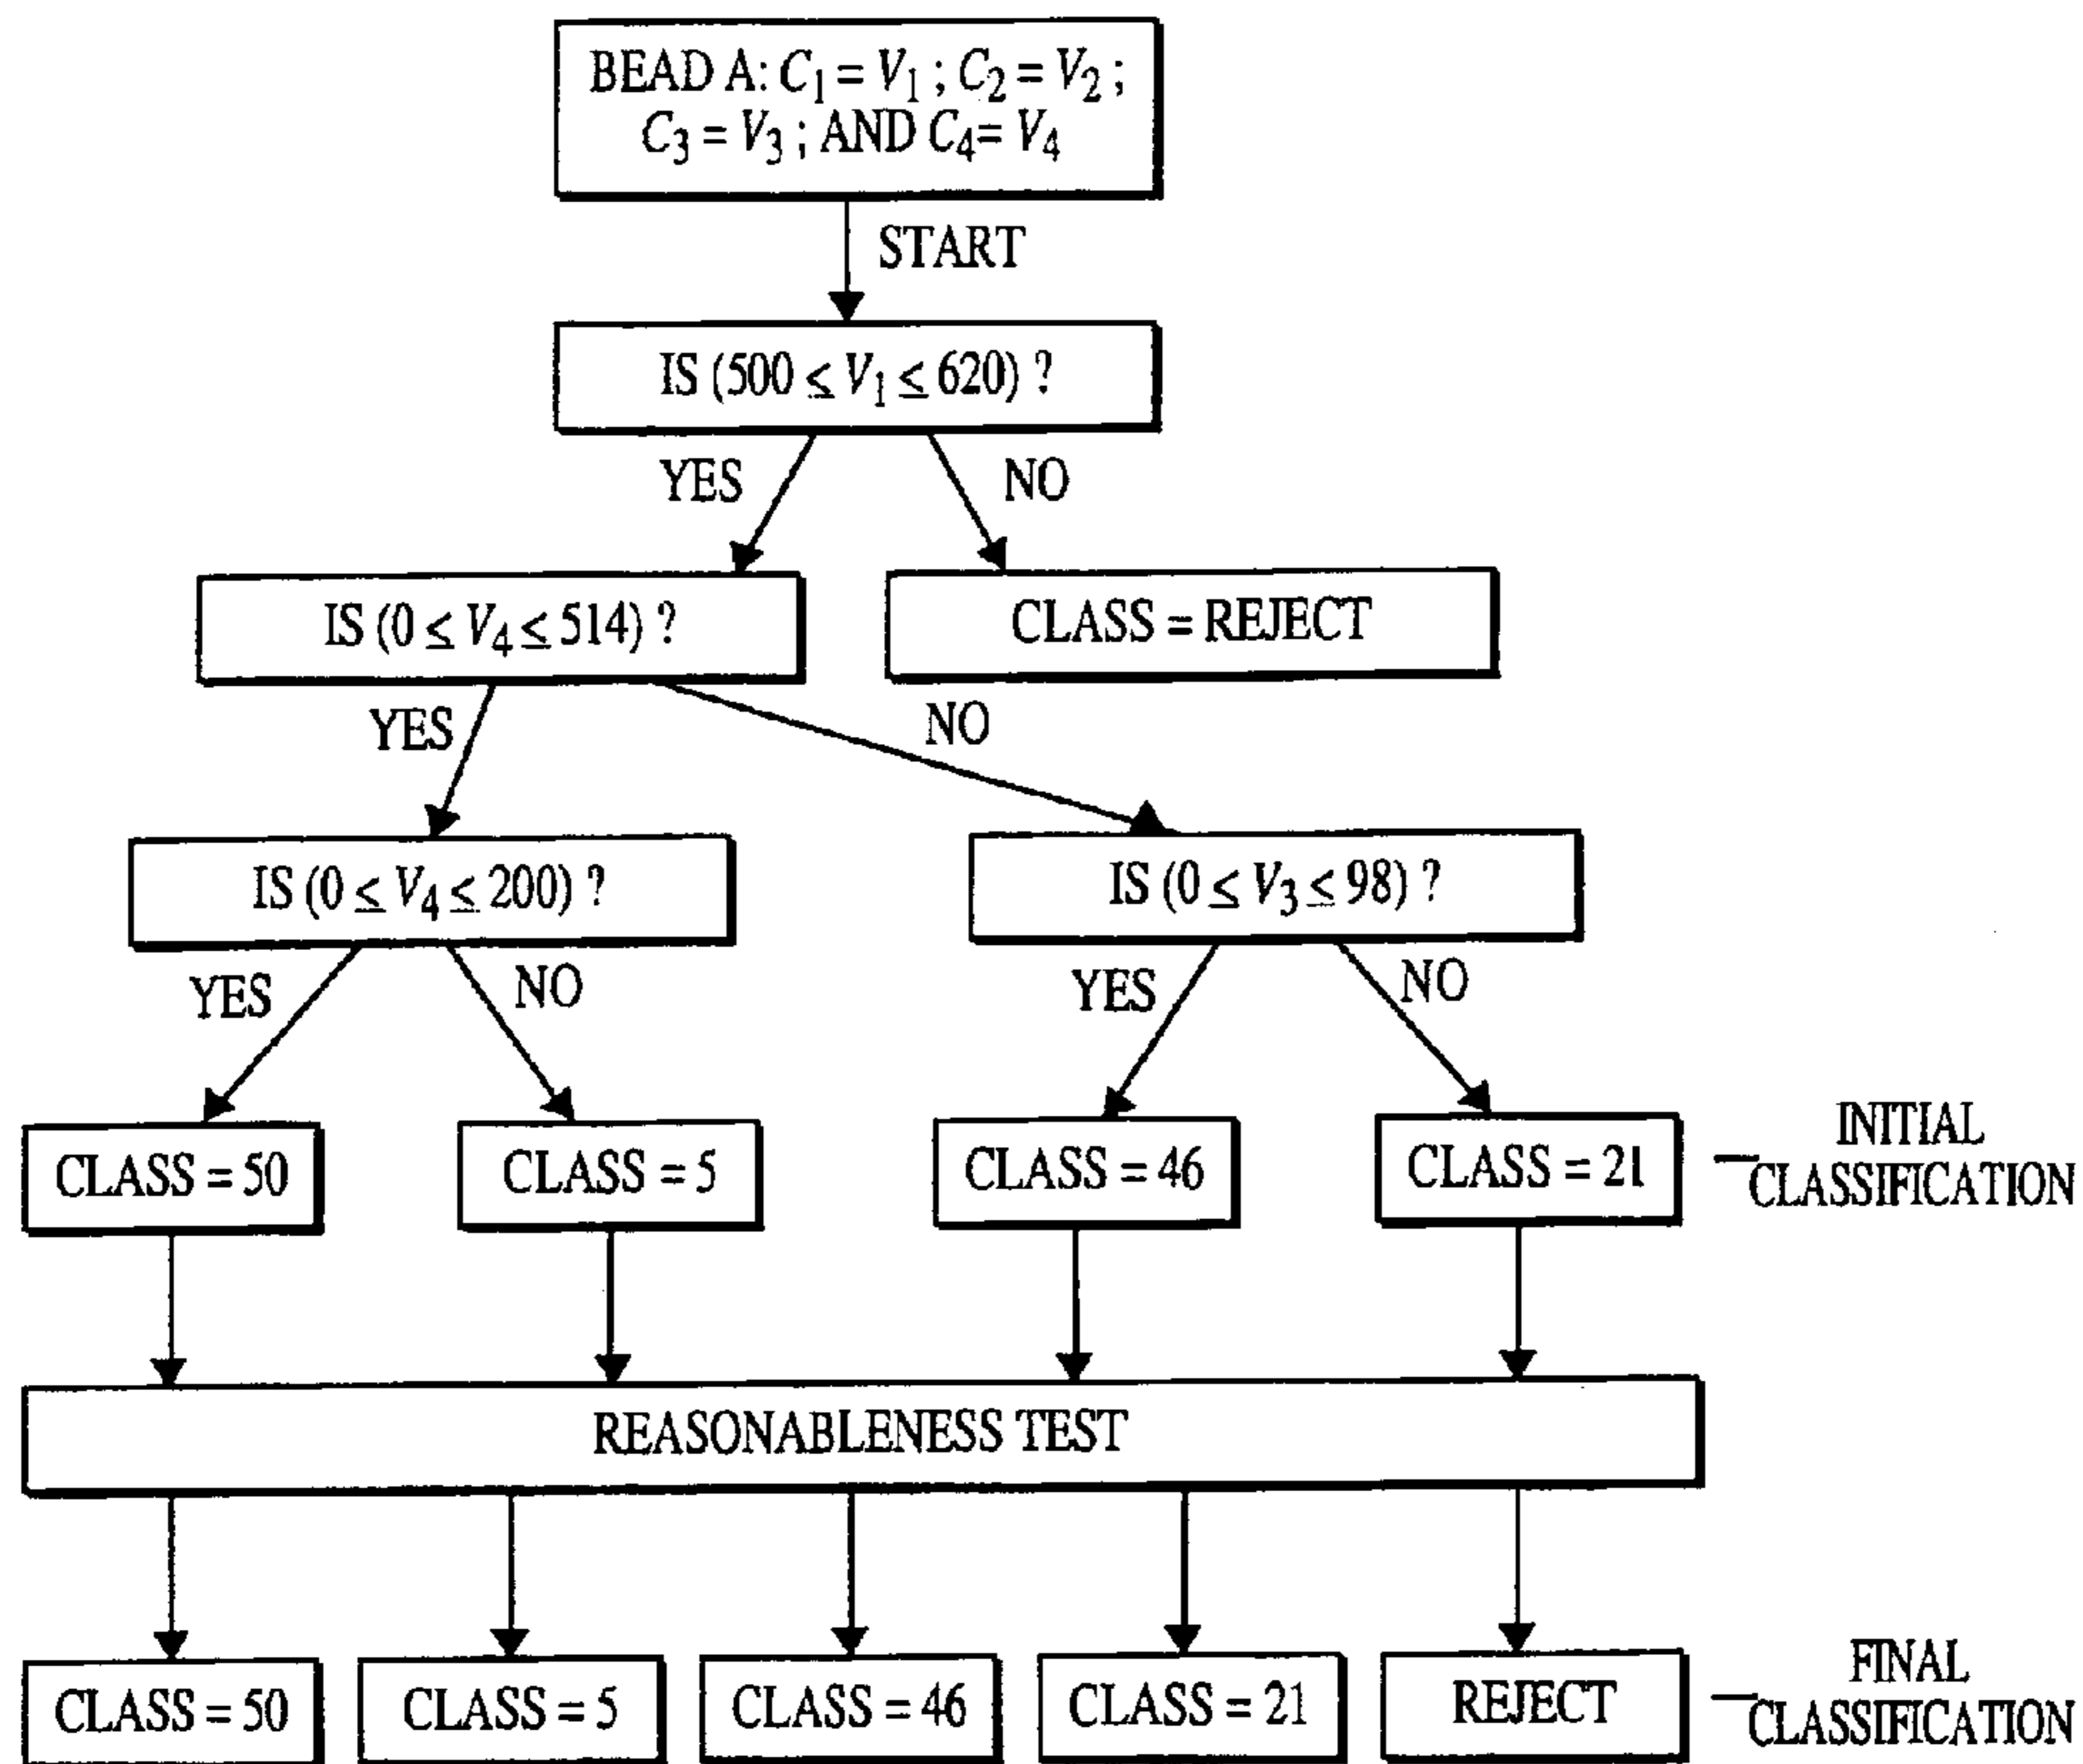 BEAD A: C₁ = V₁ ; C₂ = V₂ ;
C₃ = V₃ ; AND C₄ = V₄
START
IS (500 ≤ V₁ ≤ 620) ?
YES
NO
IS (0 ≤ V₄ ≤ 514) ?
CLASS = REJECT
YES
NO
IS (0 ≤ V₄ ≤ 200) ?
IS (0 ≤ V₃ ≤ 98) ?
YES
NO
YES
NO
CLASS = 50
CLASS = 5
CLASS = 46
CLASS = 21
INITIAL
CLASSIFICATION
REASONABLENESS TEST
CLASS = 50
CLASS = 5
CLASS = 46
CLASS = 21
REJECT
FINAL
CLASSIFICATION